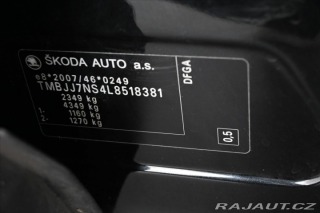 ŠKODA AUTO a.s.
e8*2007/46*0249
TMBJJ7NS4L8518381
2349 kg
4349 kg
1- 1160 kg
2- 1270 kg
DFGA
0.5
RAJAUT.CZ